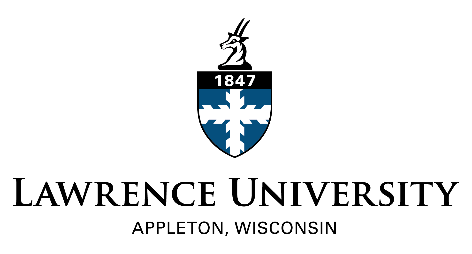 1847
LAWRENCE UNIVERSITY
APPLETON, WISCONSIN